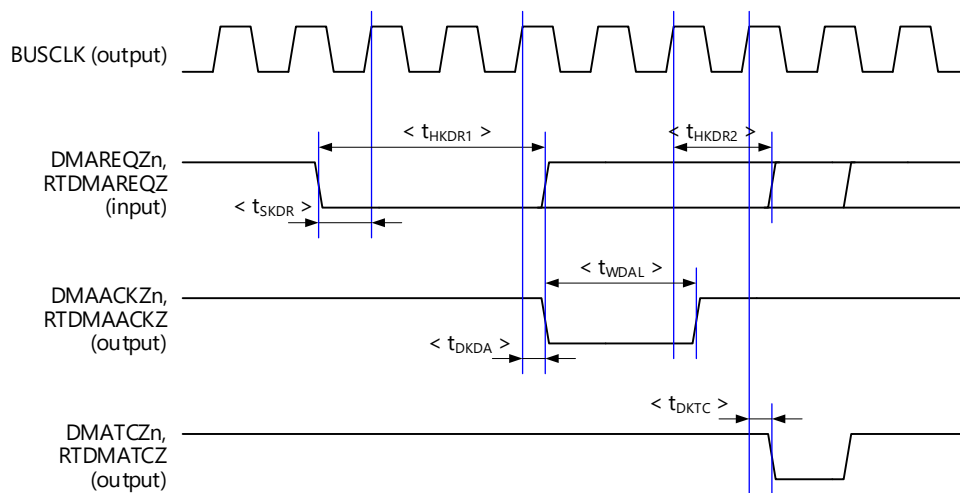 BUSCLK (output)
< tHKDR1 >
< tHKDR2 >
DMAREQZn,
RTDMAREQZ
(input)
< tSKDR >
< tWDAL >
DMAACKZn,
RTDMAACKZ
(output)
< tDKDA >
< tDKTC >
DMATCZn,
RTDMATCZ
(output)